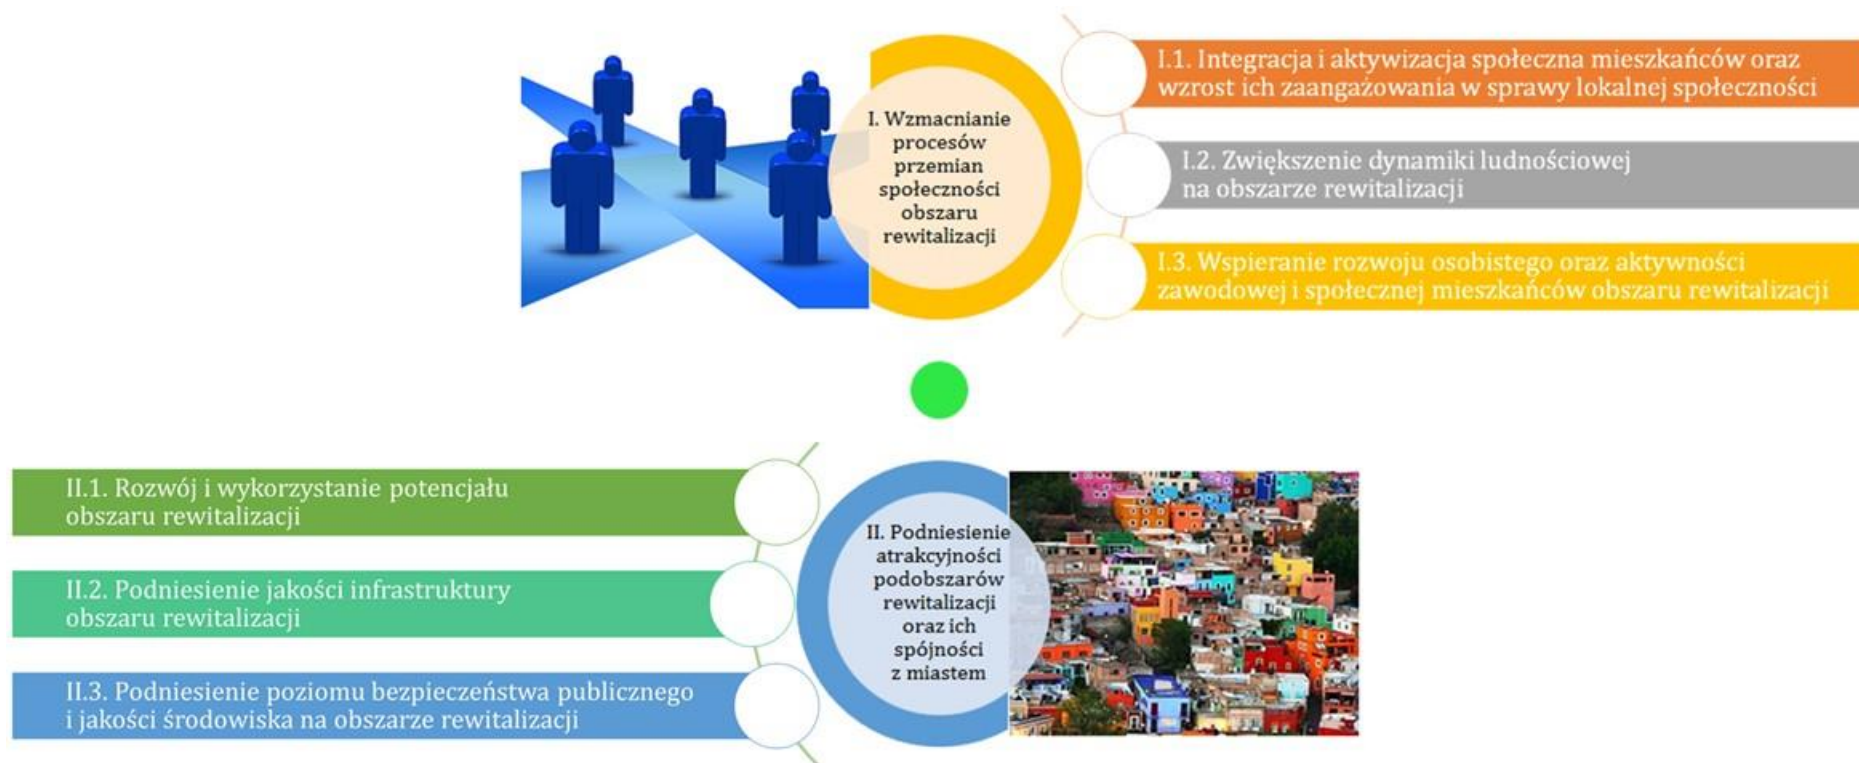 I. Wzmacnianie
procesów
przemian
społeczności
obszaru
rewitalizacji
I.1. Integracja i aktywizacja społeczna mieszkańców oraz
wzrost ich zaangażowania w sprawy lokalnej społeczności
I.2. Zwiększenie dynamiki ludnościowej
na obszarze rewitalizacji
I.3. Wspieranie rozwoju osobistego oraz aktywności
zawodowej i społecznej mieszkańców obszaru rewitalizacji
II. Podniesienie
atrakcyjności
podobszarów
rewitalizacji
oraz ich
spójności
z miastem
II.1. Rozwój i wykorzystanie potencjału
obszaru rewitalizacji
II.2. Podniesienie jakości infrastruktury
obszaru rewitalizacji
II.3. Podniesienie poziomu bezpieczeństwa publicznego
i jakości środowiska na obszarze rewitalizacji